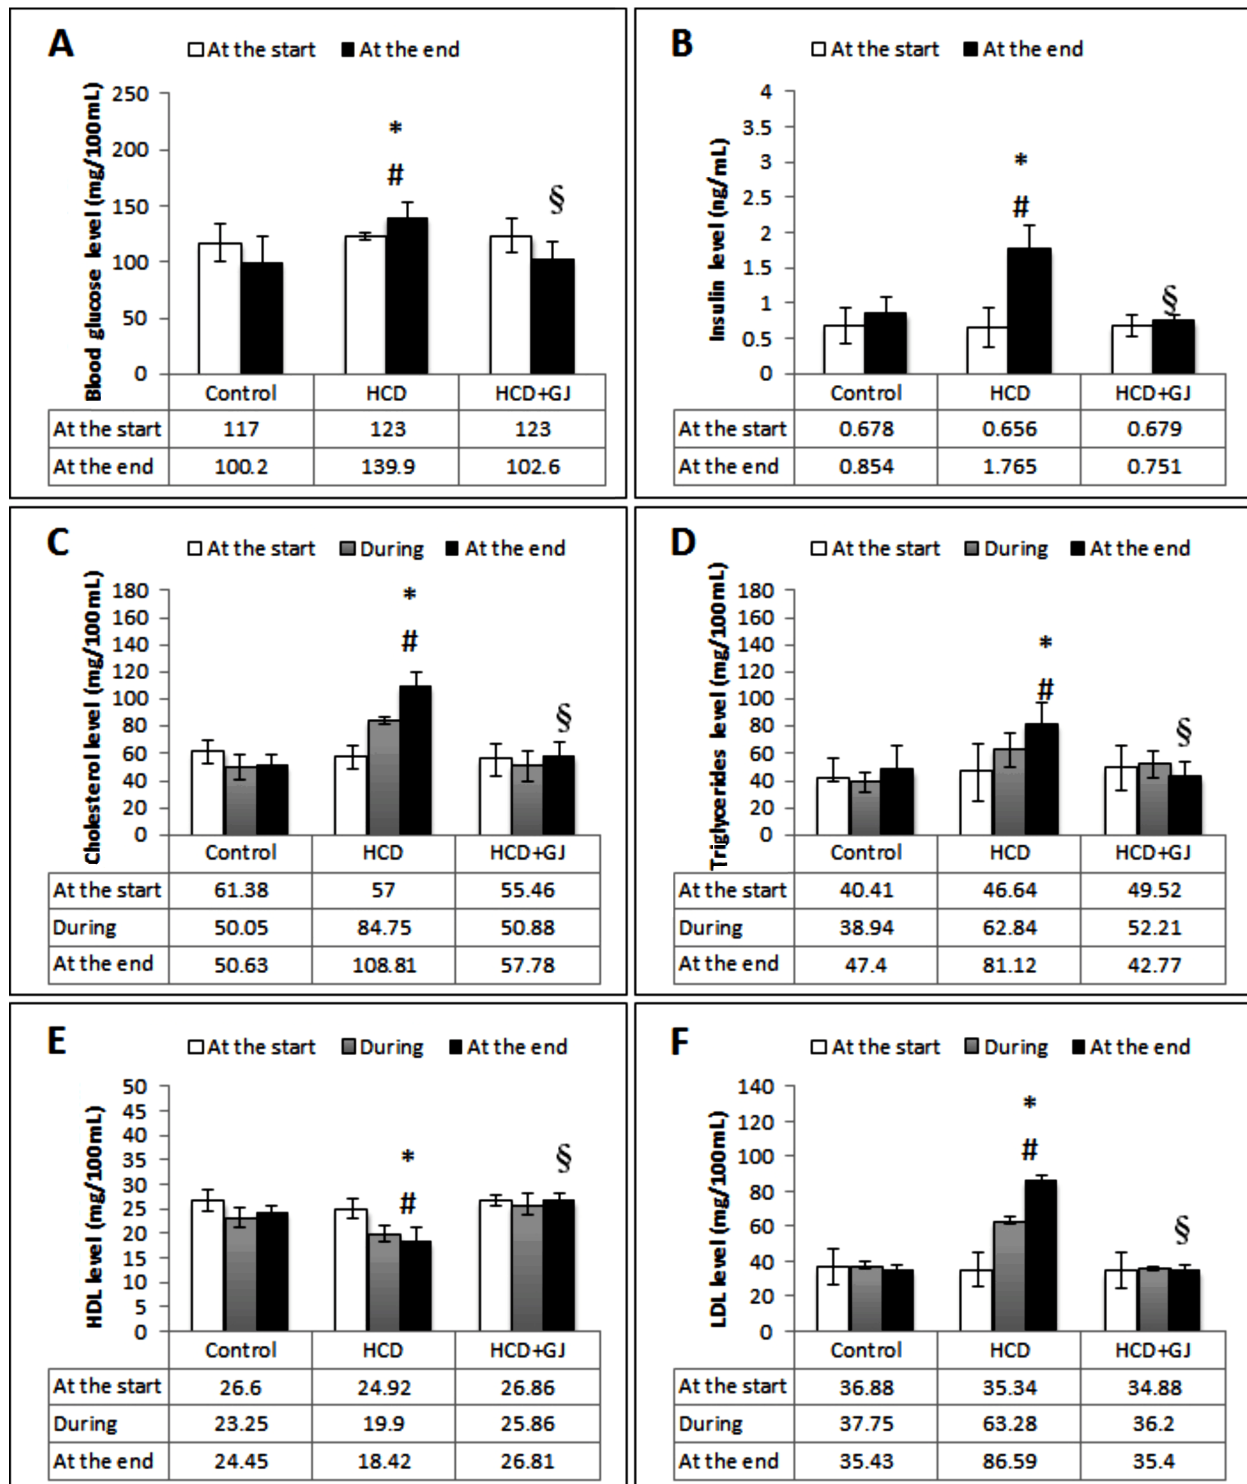 A
At the start At the end
Blood glucose level (mg/100mL)
250
200
150
100
50
0
*
#
§
Control HCD HCD+GJ
At the start 117 123 123
At the end 100.2 139.9 102.6
B
At the start At the end
Insulin level (ng/mL)
4
3.5
3
2.5
2
1.5
1
0.5
0
*
#
§
Control HCD HCD+GJ
At the start 0.678 0.656 0.679
At the end 0.854 1.765 0.751
C
At the start During At the end
Cholesterol level (mg/100mL)
180
160
140
120
100
80
60
40
20
0
*
#
§
Control HCD HCD+GJ
At the start 61.38 57 55.46
During 50.05 84.75 50.88
At the end 50.63 108.81 57.78
D
At the start During At the end
Triglycerides level (mg/100mL)
180
160
140
120
100
80
60
40
20
0
*
#
§
Control HCD HCD+GJ
At the start 40.41 46.64 49.52
During 38.94 62.84 52.21
At the end 47.4 81.12 42.77
E
At the start During At the end
HDL level (mg/100mL)
50
45
40
35
30
25
20
15
10
5
0
*
#
§
Control HCD HCD+GJ
At the start 26.6 24.92 26.86
During 23.25 19.9 25.86
At the end 24.45 18.42 26.81
F
At the start During At the end
LDL level (mg/100mL)
140
120
100
80
60
40
20
0
*
#
§
Control HCD HCD+GJ
At the start 36.88 35.34 34.88
During 37.75 63.28 36.2
At the end 35.43 86.59 35.4